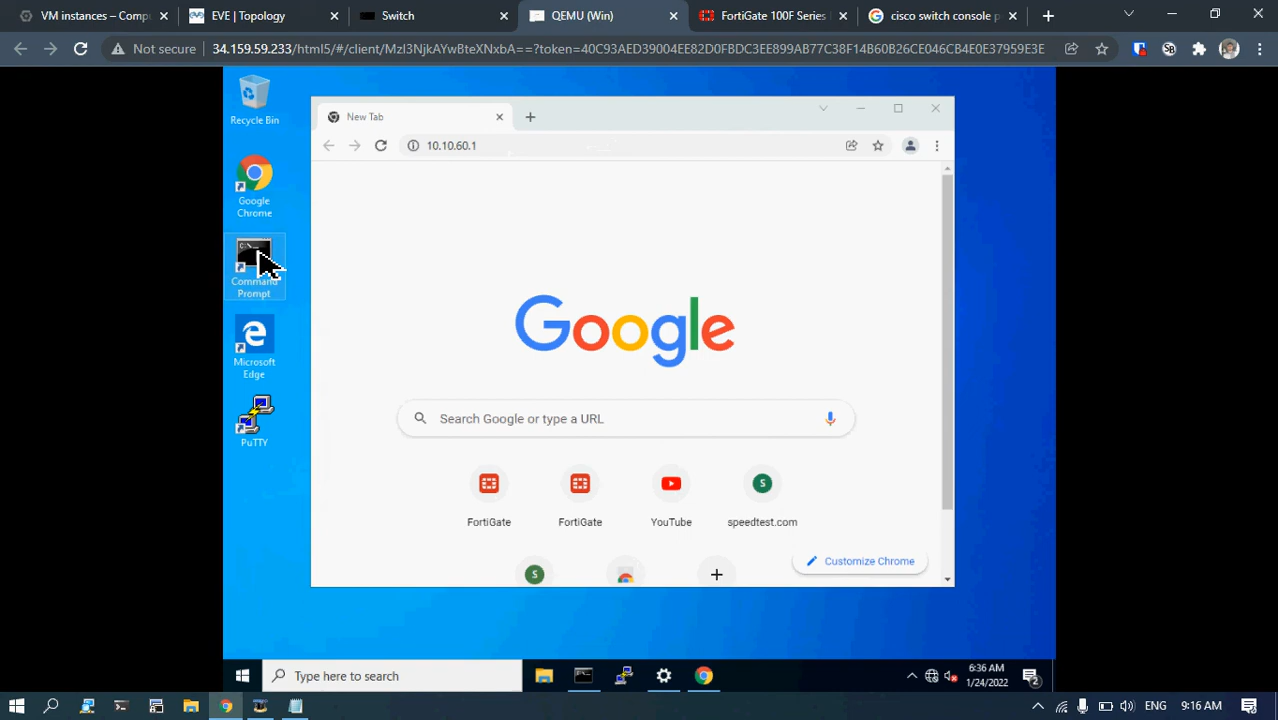 VM instances – Compu
EVE | Topology
Switch
QEMU (Win)
FortiGate 100F Series
cisco switch console p
Not secure
34.159.59.233/html5/#/client/MzI3NjkAYwBteXNxbA==?token=40C93AED39004EE82D0FBDC3EE899AB77C38F14B60B26CE046CB4E0E37959E3E
Recycle Bin
New Tab
10.10.60.1
Google
Chrome
Command
Prompt
Microsoft
Edge
PuTTY
Google
Search Google or type a URL
FortiGate
FortiGate
YouTube
S
speedtest.com
S
Customize Chrome
Type here to search
6:36 AM
1/24/2022
2
ENG
9:16 AM